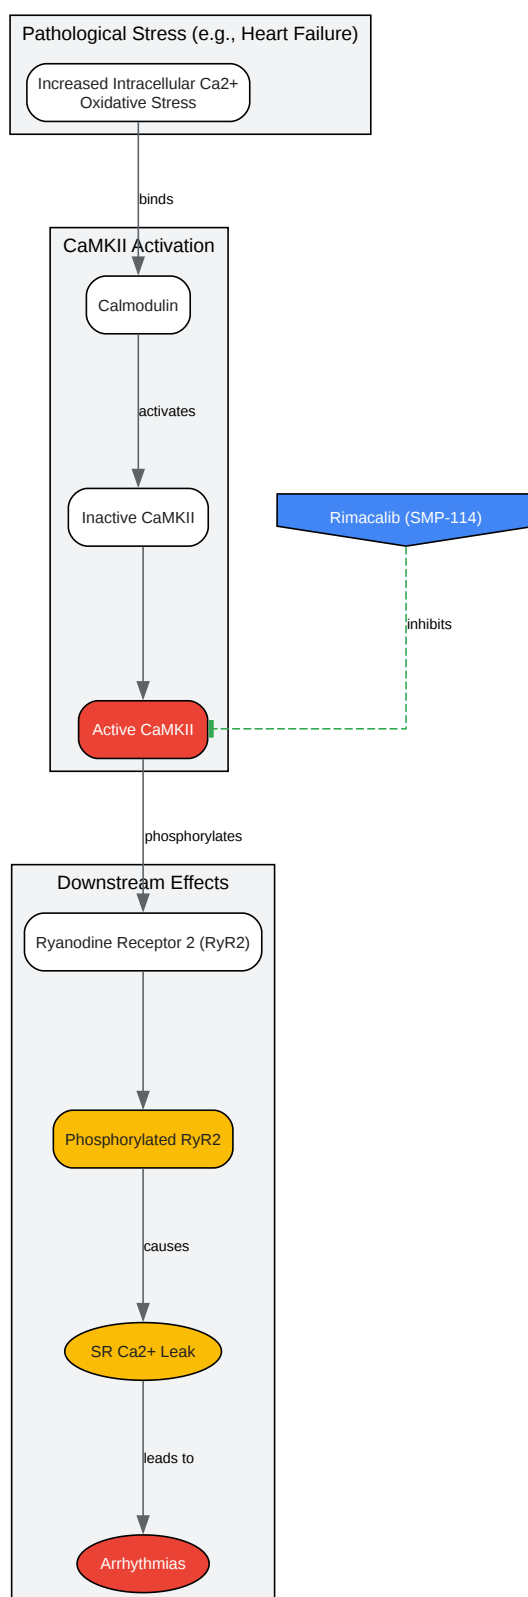 Pathological Stress (e.g., Heart Failure)
Increased Intracellular Ca2+
Oxidative Stress
binds
CaMKII Activation
Calmodulin
activates
Inactive CaMKII
Rimacalib (SMP-114)
inhibits
Active CaMKII
phosphorylates
Downstream Effects
Ryanodine Receptor 2 (RyR2)
Phosphorylated RyR2
causes
SR Ca2+ Leak
leads to
Arrhythmias